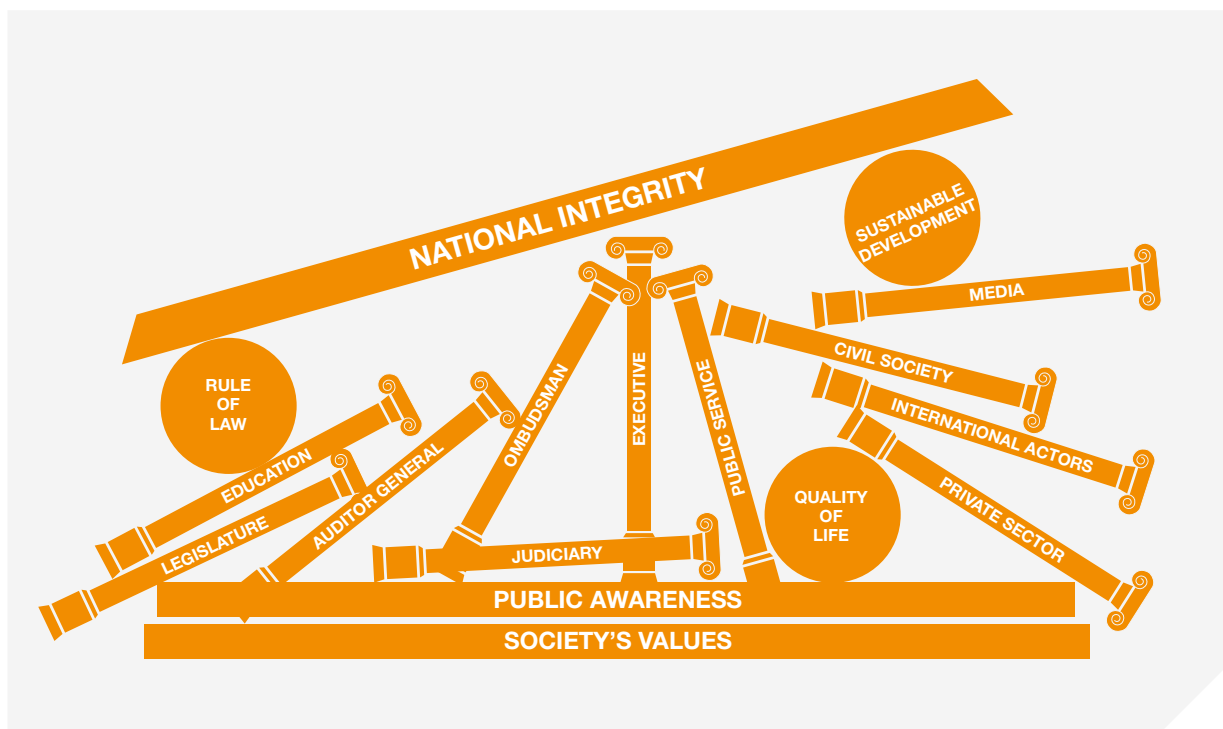 NATIONAL INTEGRITY
SUSTAINABLE
DEVELOPMENT
MEDIA
CIVIL SOCIETY
INTERNATIONAL ACTORS
PRIVATE SECTOR
RULE
OF
LAW
EDUCATION
LEGISLATURE
AUDITOR GENERAL
OMBUDSMAN
EXECUTIVE
PUBLIC SERVICE
QUALITY
OF
LIFE
JUDICIARY
PUBLIC AWARENESS
SOCIETY’S VALUES